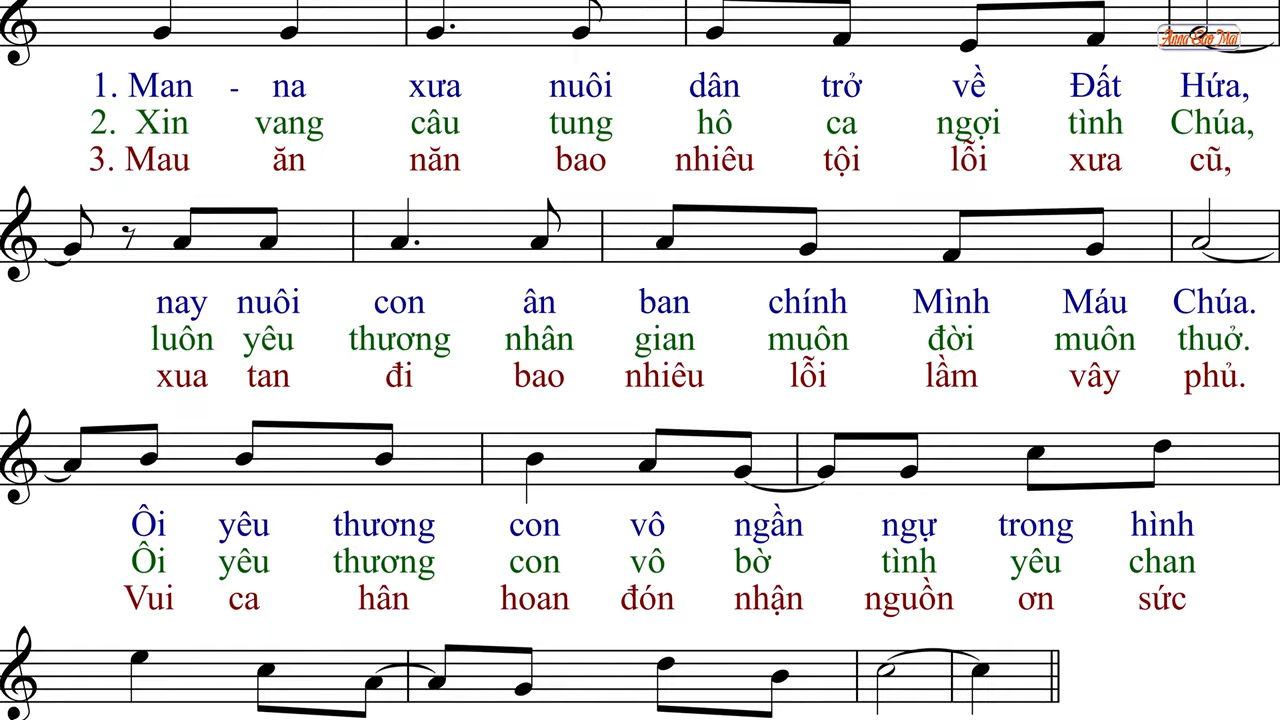 Anna Sao Mai
1. Man - na xưa nuôi dân trở về Đất Hứa,
2. Xin vang câu tung hô ca ngợi tình Chúa,
3. Mau ăn năn bao nhiêu tội lỗi xưa cũ,
nay nuôi con ân ban chính Mình Máu Chúa.
luôn yêu thương nhân gian muôn đời muôn thuở.
xua tan đi bao nhiêu lỗi lầm vây phủ.
Ôi yêu thương con vô ngần ngự trong hình
Ôi yêu thương con vô bờ tình yêu chan
Vui ca hân hoan đón nhận nguồn ơn sức